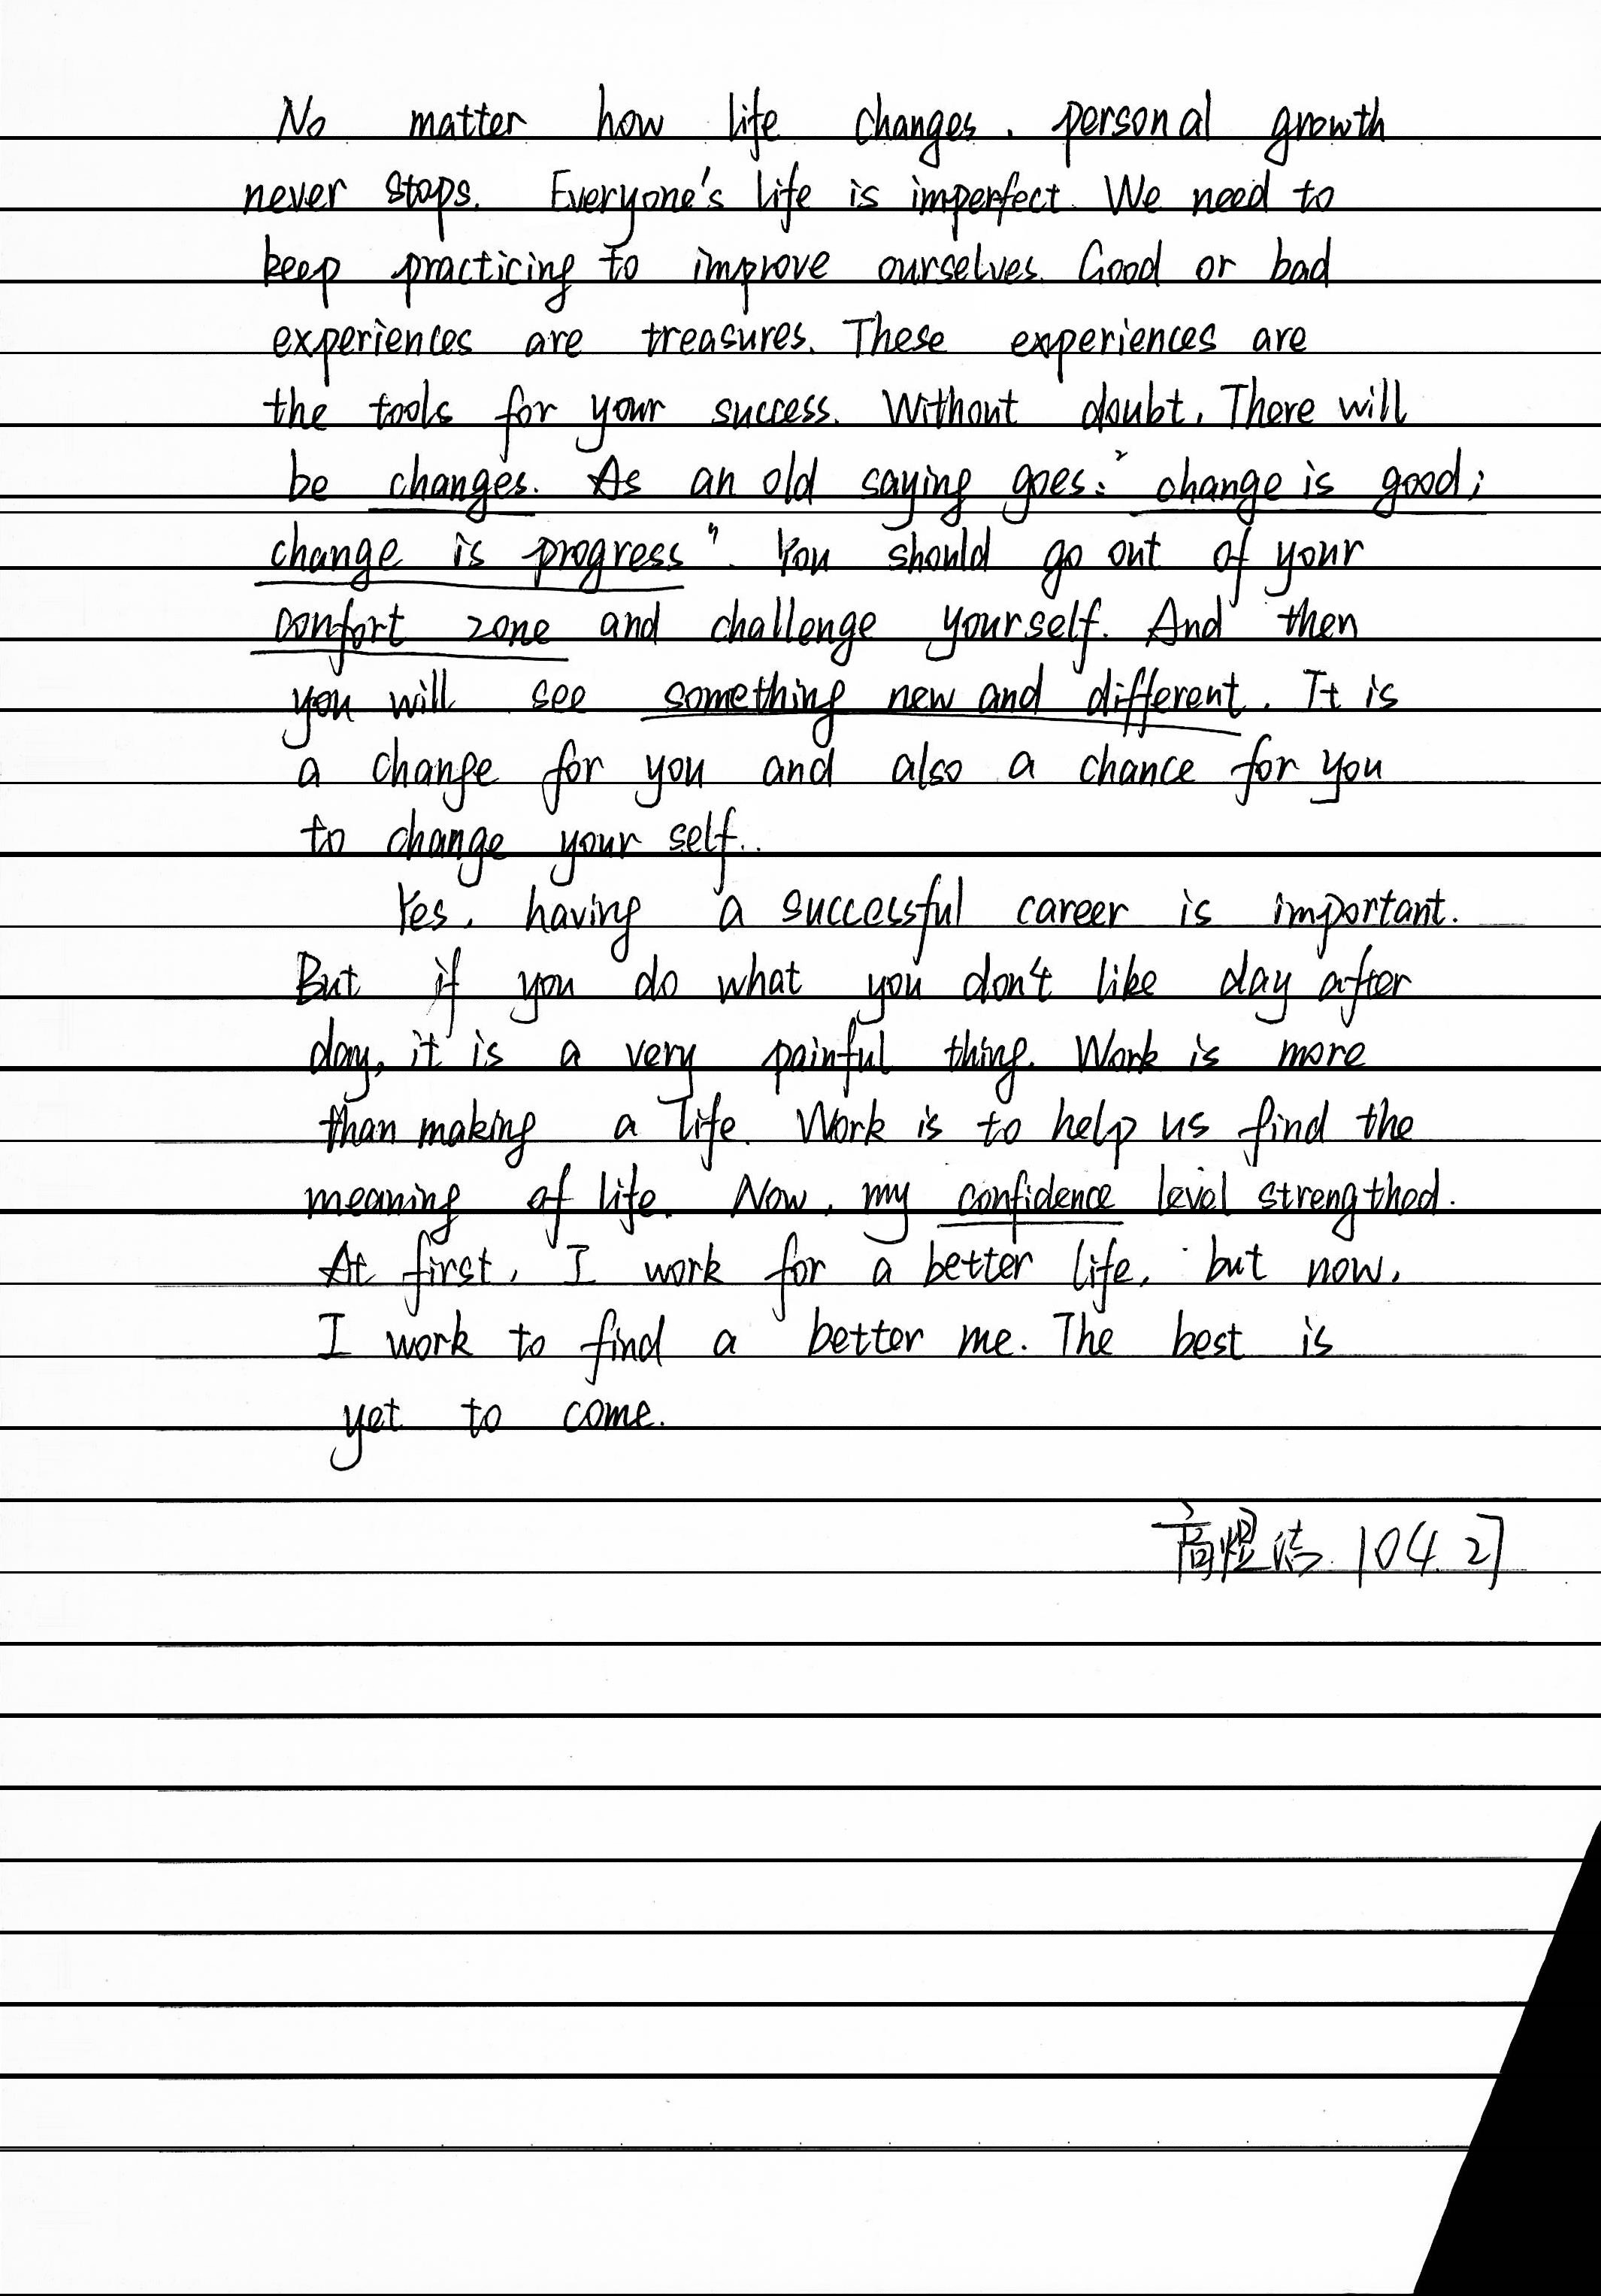 No matter how life changes, personal growth
never stops. Everyone's life is imperfect. We need to
keep practicing to improve ourselves. Good or bad
experiences are treasures. These experiences are
the tools for your success. Without doubt, There will
be changes. As an old saying goes: "change is good;
change is progress". You should go out of your
comfort zone and challenge yourself. And then
you will see something new and different. It is
a change for you and also a chance for you
to change your self..
Yes, having a successful career is important.
But if you do what you don't like day after
day, it is a very painful thing. Work is more
than making a life. Work is to help us find the
meaning of life. Now, my confidence level strengthed.
At first, I work for a better life, but now,
I work to find a better me. The best is
yet to come.
高煜 104.27